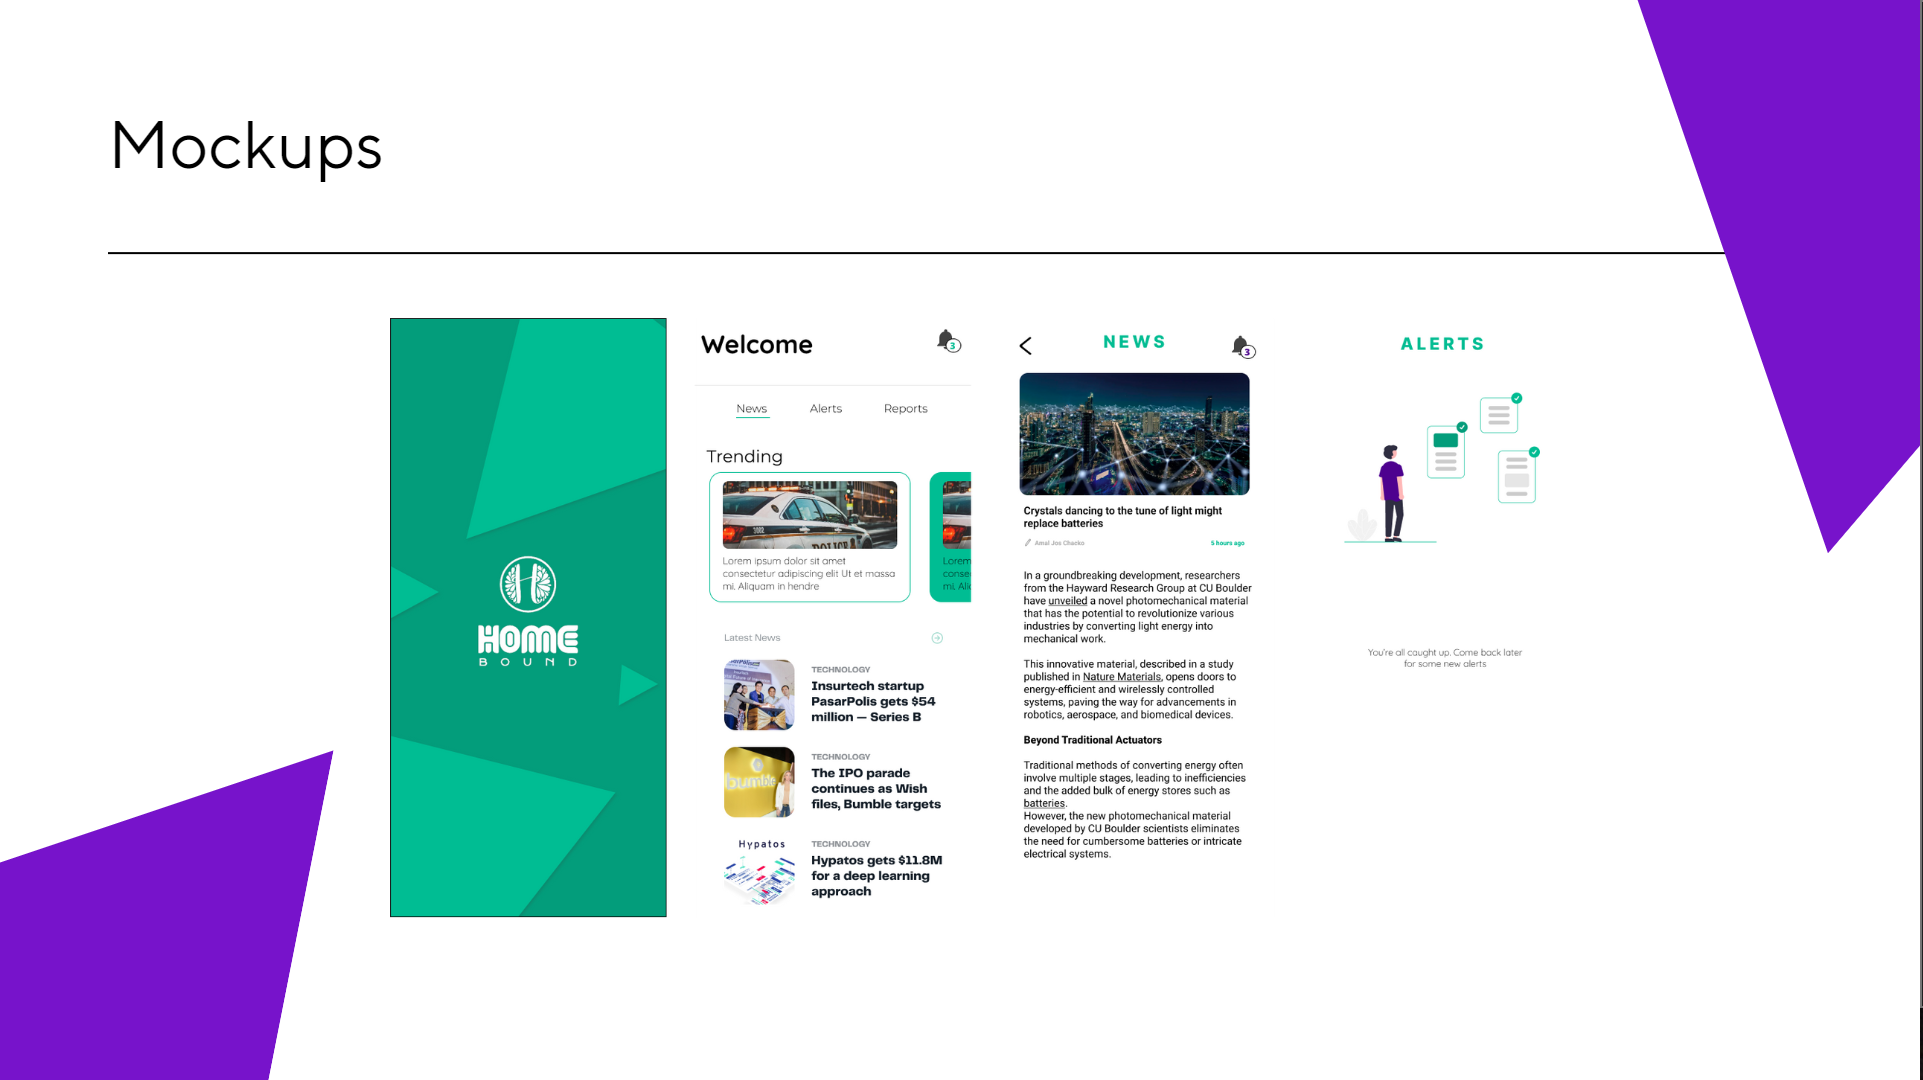 Mockups
HOME
BOUND
Welcome
3
News
Alerts
Reports
Trending
1002
POLICE
Lorem ipsum dolor sit amet
consectetur adipiscing elit Ut et massa
mi. Aliquam in hendre
Lorem
conse
mi. Alic
Latest News
TECHNOLOGY
Insurtech startup
PasarPolis gets $54
million — Series B
bumble
TECHNOLOGY
The IPO parade
continues as Wish
files, Bumble targets
Hypatos
TECHNOLOGY
Hypatos gets $11.8M
for a deep learning
approach
NEWS
3
Crystals dancing to the tune of light might
replace batteries
Amal Jos Chacko
5 hours ago
In a groundbreaking development, researchers
from the Hayward Research Group at CU Boulder
have unveiled a novel photomechanical material
that has the potential to revolutionize various
industries by converting light energy into
mechanical work.
This innovative material, described in a study
published in Nature Materials, opens doors to
energy-efficient and wirelessly controlled
systems, paving the way for advancements in
robotics, aerospace, and biomedical devices.
Beyond Traditional Actuators
Traditional methods of converting energy often
involve multiple stages, leading to inefficiencies
and the added bulk of energy stores such as
batteries.
However, the new photomechanical material
developed by CU Boulder scientists eliminates
the need for cumbersome batteries or intricate
electrical systems.
ALERTS
You're all caught up. Come back later
for some new alerts